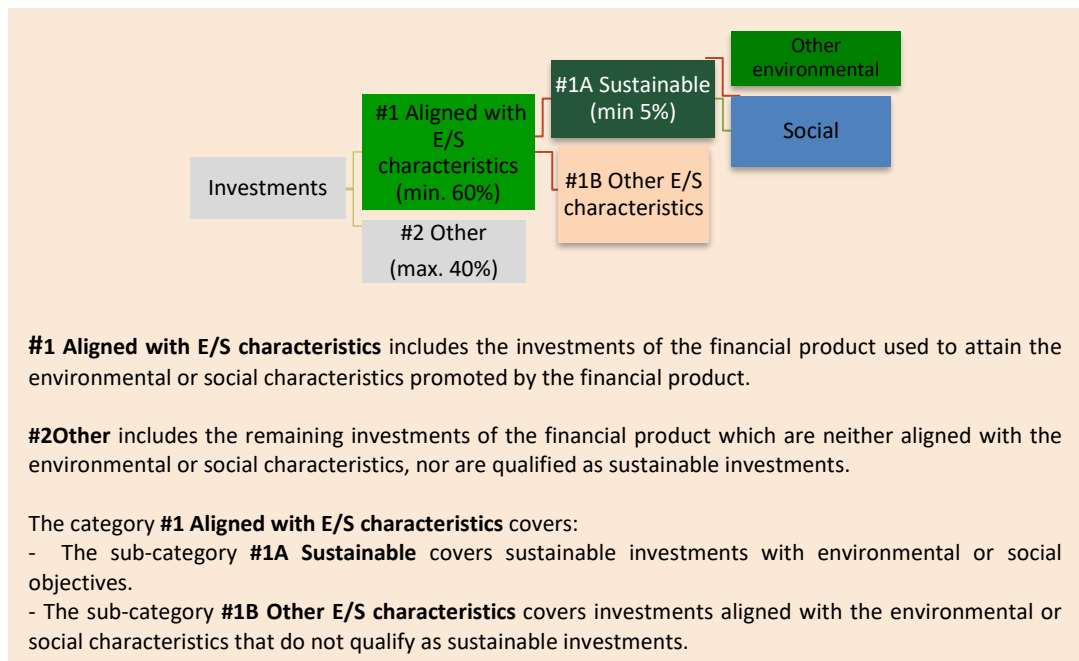 Investments
#1 Aligned with
E/S
characteristics
(min. 60%)
#2 Other
(max. 40%)
#1A Sustainable
(min 5%)
#1B Other E/S
characteristics
Other
environmental
Social
#1 Aligned with E/S characteristics includes the investments of the financial product used to attain the
environmental or social characteristics promoted by the financial product.
#2Other includes the remaining investments of the financial product which are neither aligned with the
environmental or social characteristics, nor are qualified as sustainable investments.
The category #1 Aligned with E/S characteristics covers:
- The sub-category #1A Sustainable covers sustainable investments with environmental or social
objectives.
- The sub-category #1B Other E/S characteristics covers investments aligned with the environmental or
social characteristics that do not qualify as sustainable investments.